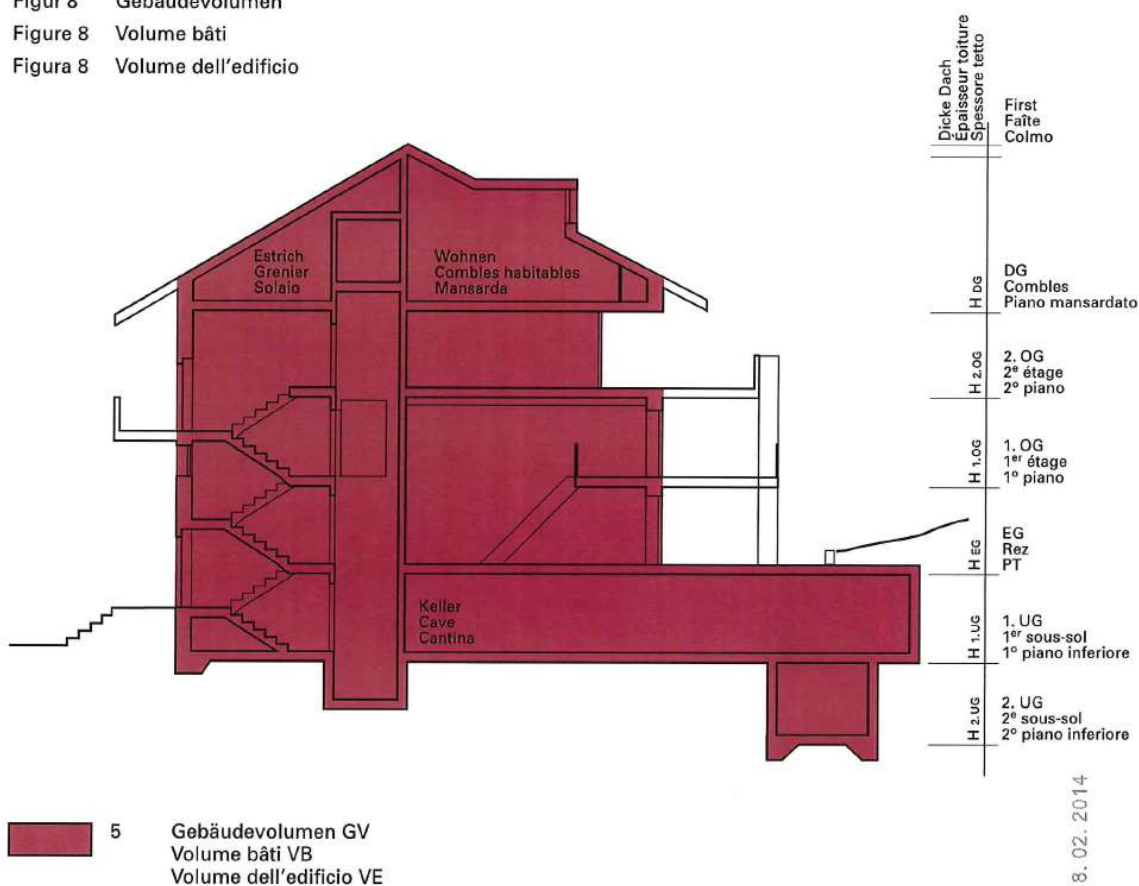 Figur 8 Gebäudevolumen
Figure 8 Volume bâti
Figura 8 Volume dell'edificio
Dicke Dach
Épaisseur toiture
Spessore tetto
First
Faîte
Colmo
Estrich
Grenier
Solaio
Wohnen
Combles habitables
Mansarda
H DG
DG
Combles
Piano mansardato
H 2.OG
2. OG
2e étage
2° piano
H 1.OG
1. OG
1er étage
1° piano
H EG
EG
Rez
PT
Keller
Cave
Cantina
H 1.UG
1. UG
1er sous-sol
1° piano inferiore
H 2.UG
2. UG
2e sous-sol
2° piano inferiore
5 Gebäudevolumen GV
Volume bâti VB
Volume dell'edificio VE
8. 02. 2014